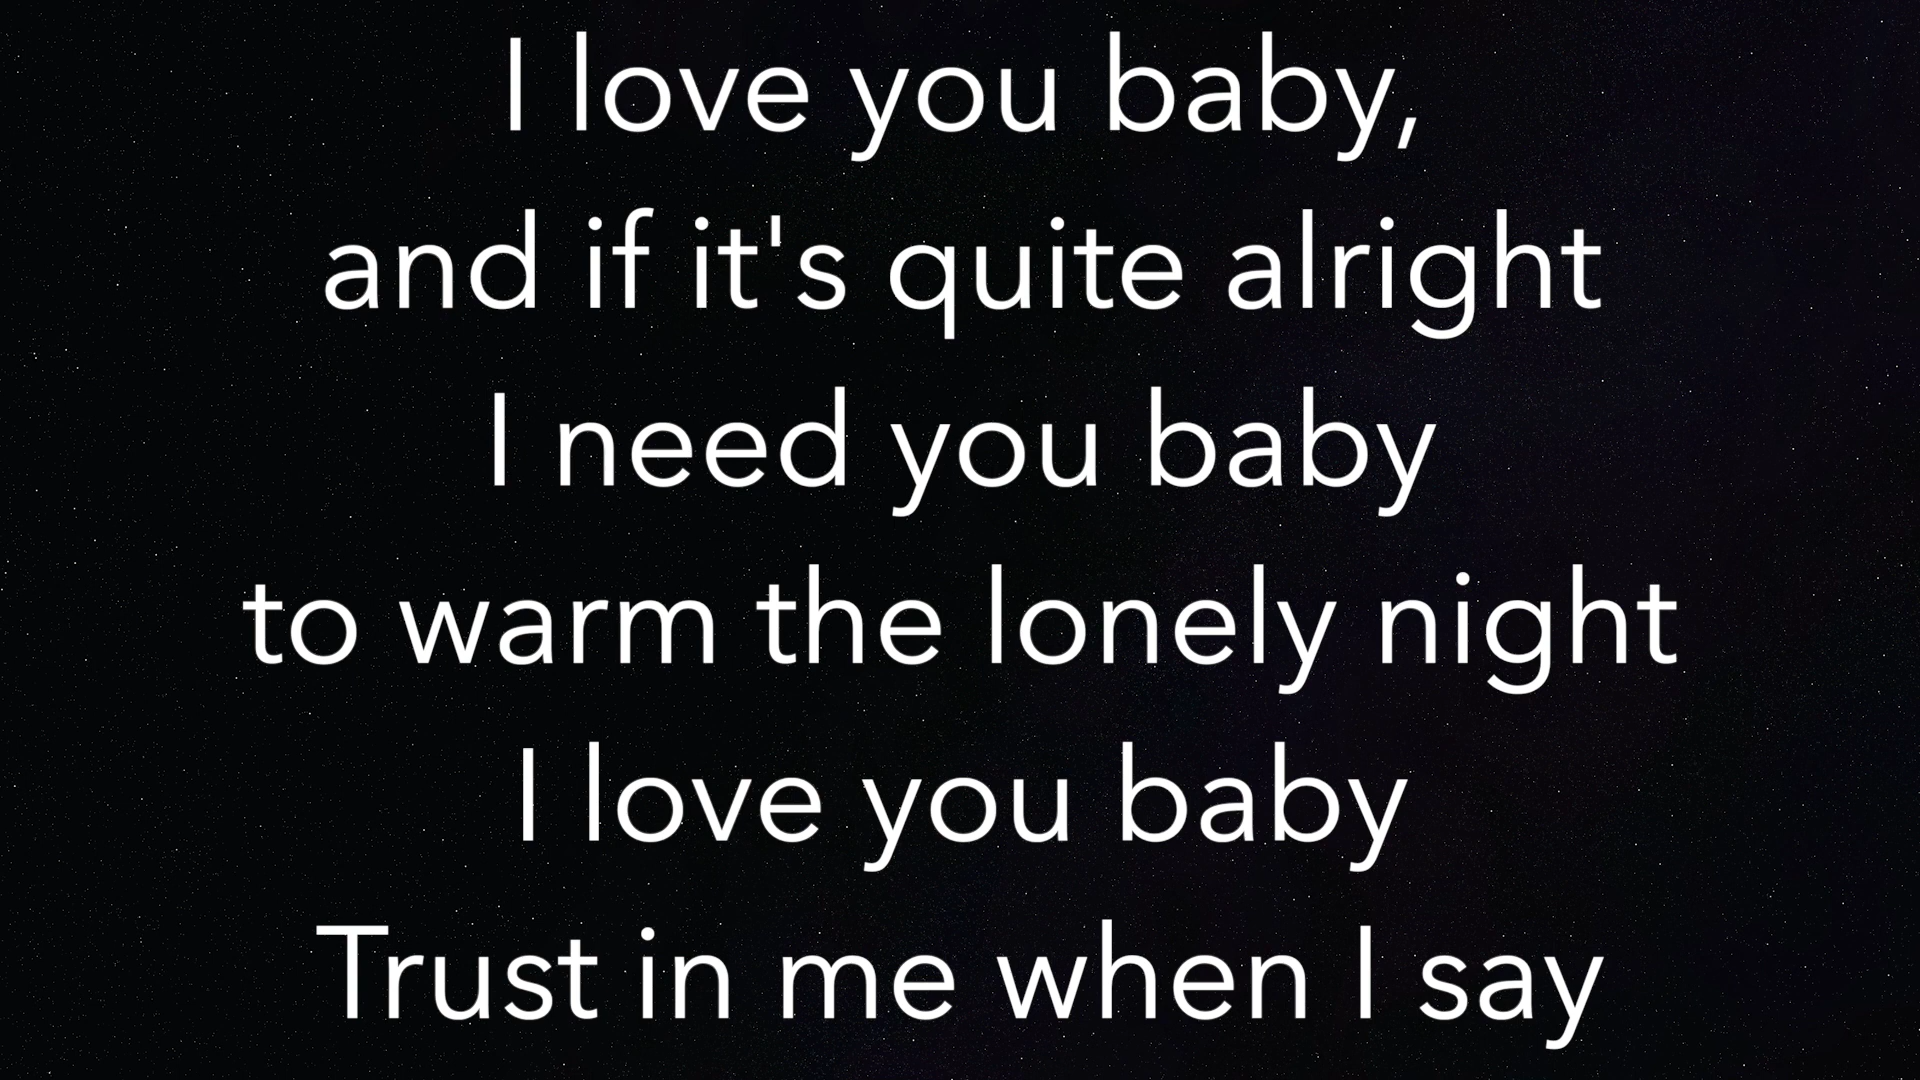 I love you baby,
and if it's quite alright
I need you baby
to warm the lonely night
I love you baby
Trust in me when I say